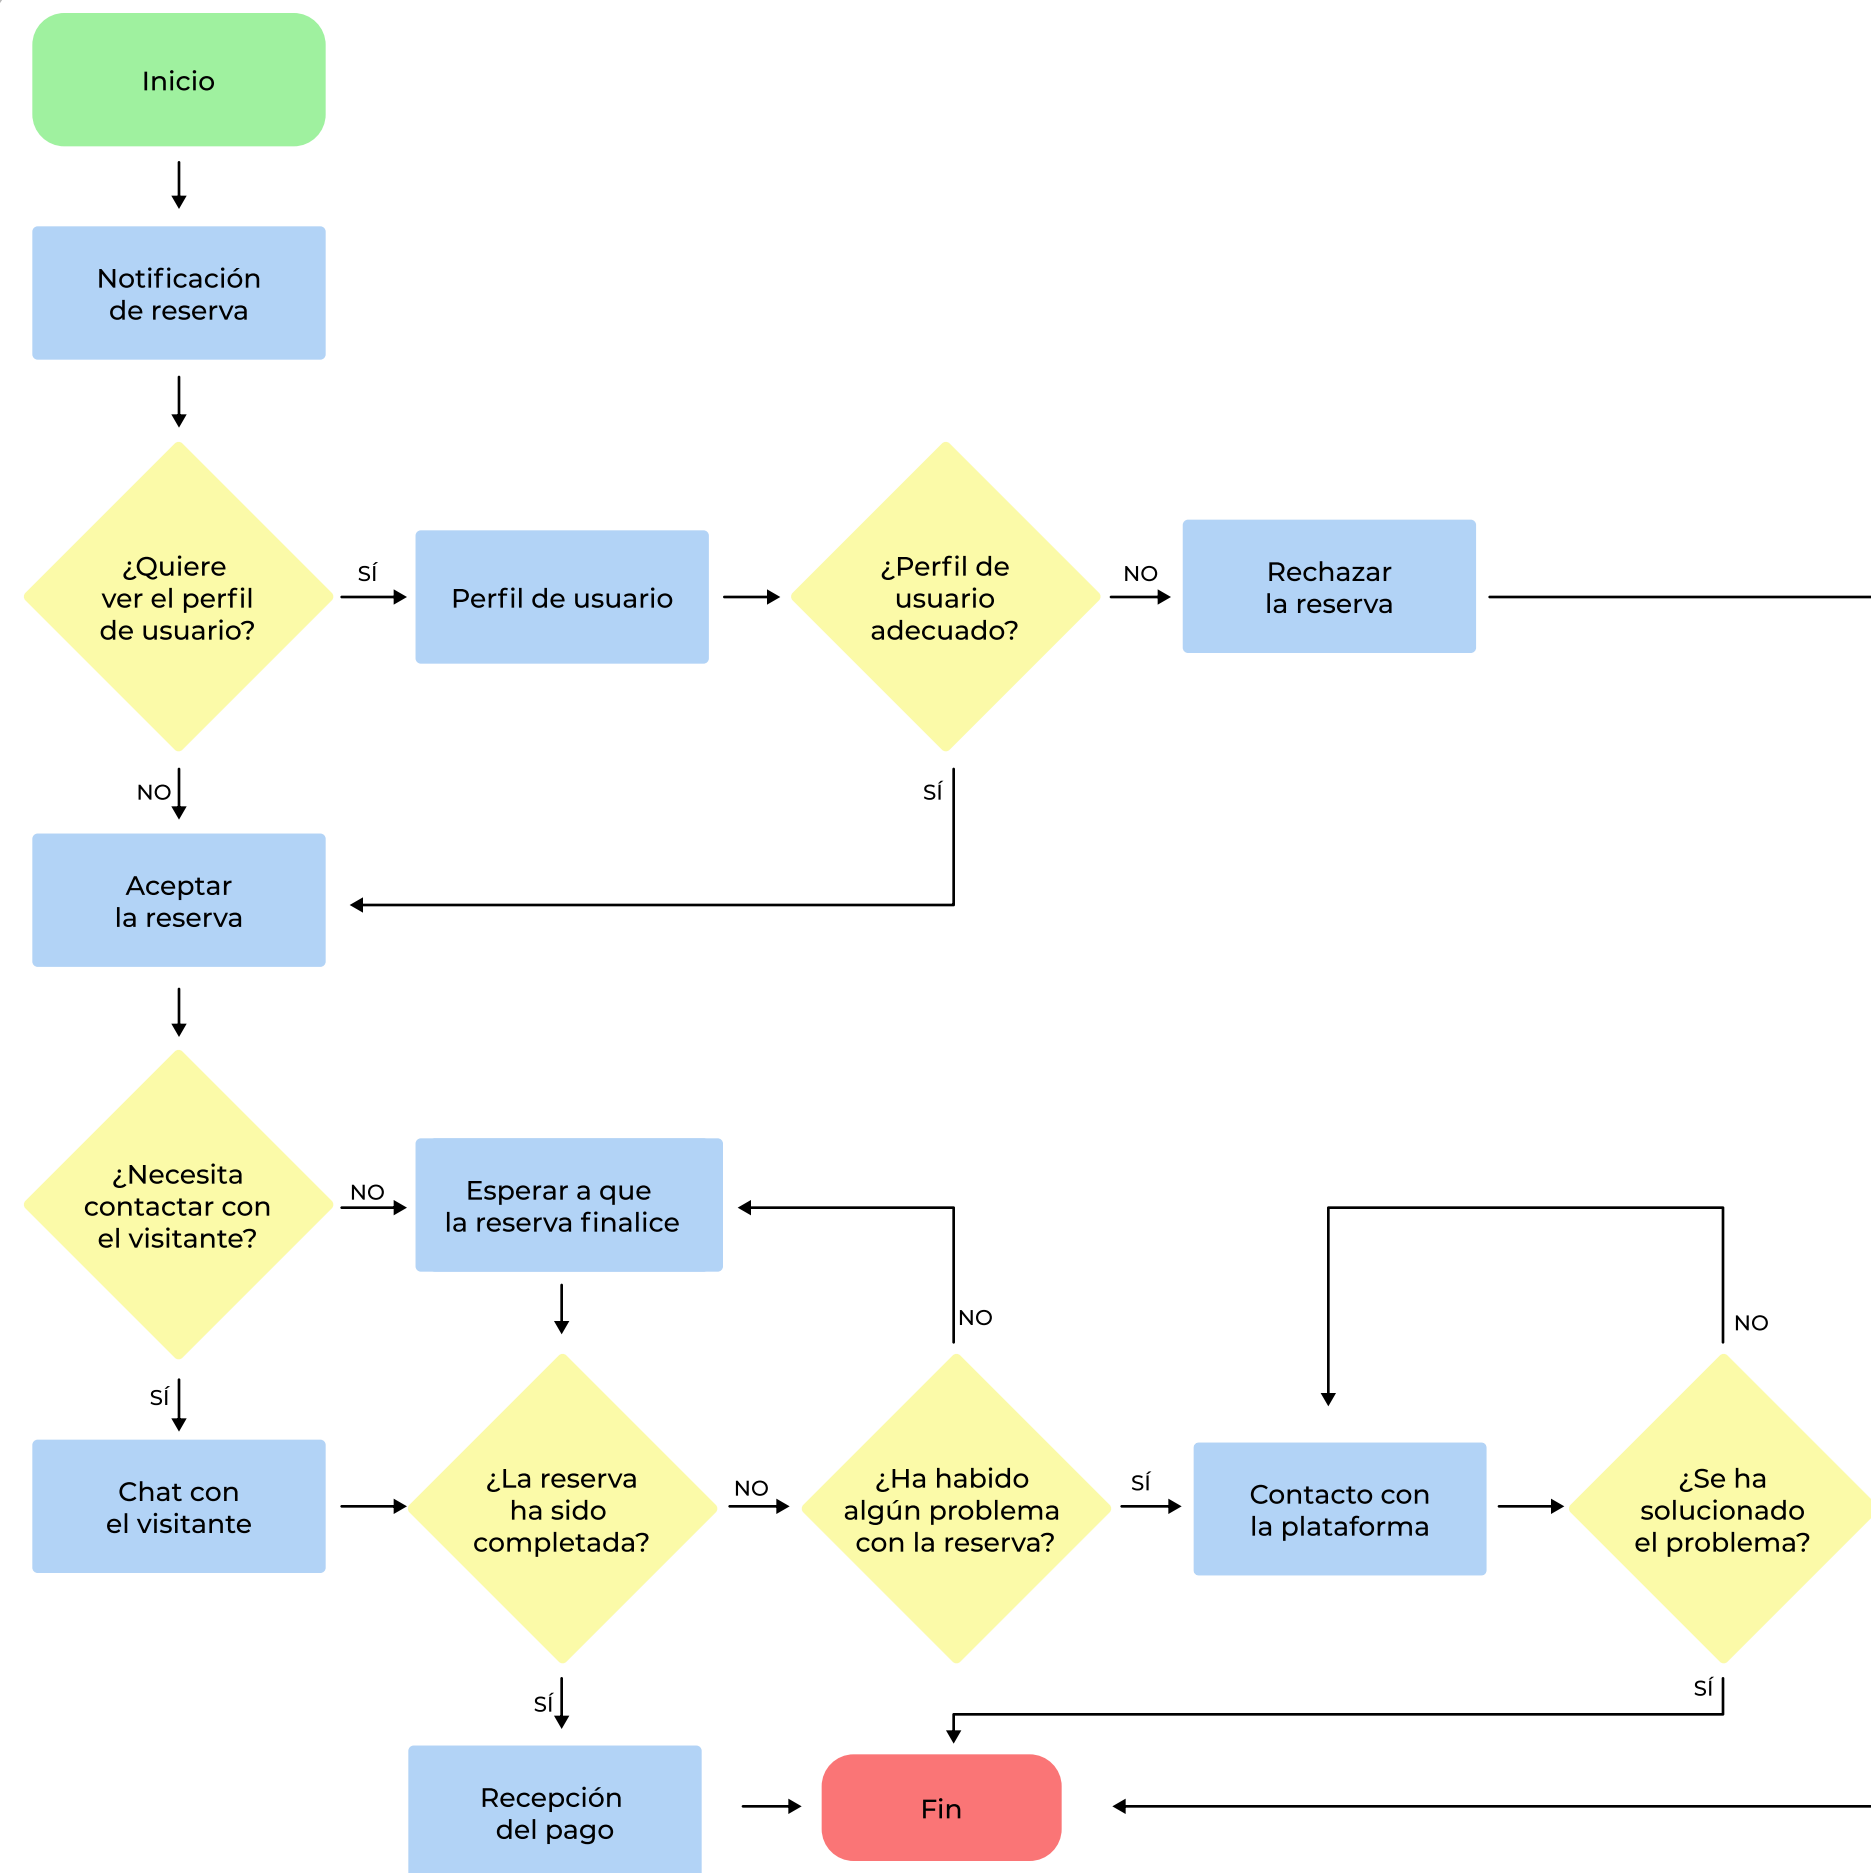 Inicio
Notificación
de reserva
¿Quiere
ver el perfil
de usuario?
SÍ
Perfil de usuario
¿Perfil de
usuario
adecuado?
NO
Rechazar
la reserva
NO
SÍ
Aceptar
la reserva
¿Necesita
contactar con
el visitante?
NO
Esperar a que
la reserva finalice
NO
NO
SÍ
Chat con
el visitante
¿La reserva
ha sido
completada?
NO
¿Ha habido
algún problema
con la reserva?
SÍ
Contacto con
la plataforma
¿Se ha
solucionado
el problema?
SÍ
SÍ
Recepción
del pago
Fin